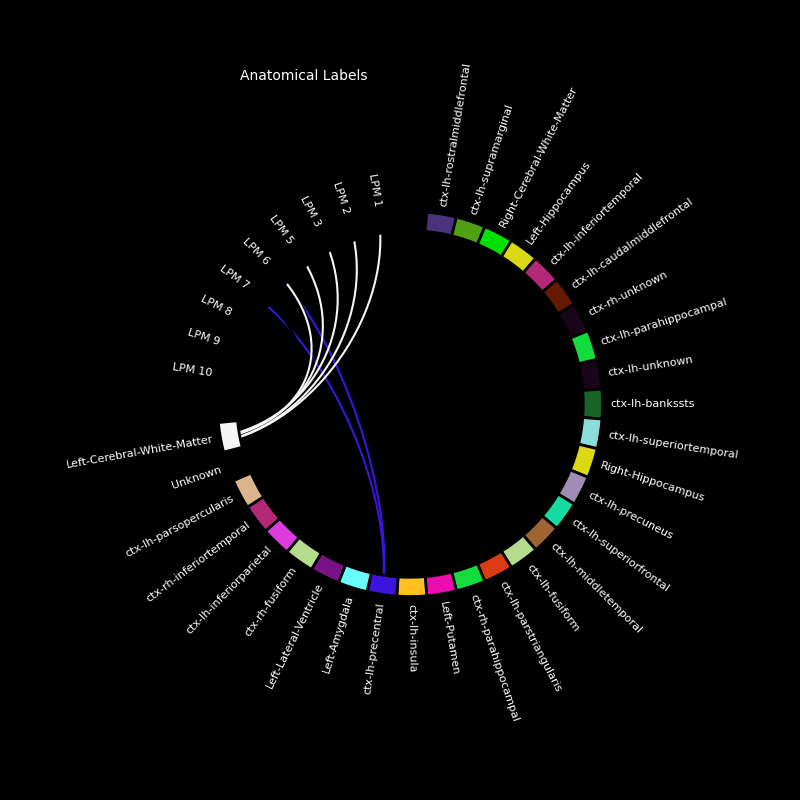 Anatomical Labels
LPM 1
LPM 2
LPM 3
LPM 5
LPM 6
LPM 7
LPM 8
LPM 9
LPM 10
Left-Cerebral-White-Matter
Unknown
ctx-lh-parsopercularis
ctx-rh-inferiortemporal
ctx-lh-inferiorparietal
ctx-rh-fusiform
Left-Lateral-Ventricle
Left-Amygdala
ctx-lh-precentral
ctx-lh-insula
Left-Putamen
ctx-rh-parahippocampal
ctx-lh-parstriangularis
ctx-lh-fusiform
ctx-lh-middletemporal
ctx-lh-superiorfrontal
ctx-lh-precuneus
Right-Hippocampus
ctx-lh-superiortemporal
ctx-lh-bankssts
ctx-lh-unknown
ctx-lh-parahippocampal
ctx-rh-unknown
ctx-lh-caudalmiddlefrontal
ctx-lh-inferiortemporal
Left-Hippocampus
Right-Cerebral-White-Matter
ctx-lh-supramarginal
ctx-lh-rostralmiddlefrontal